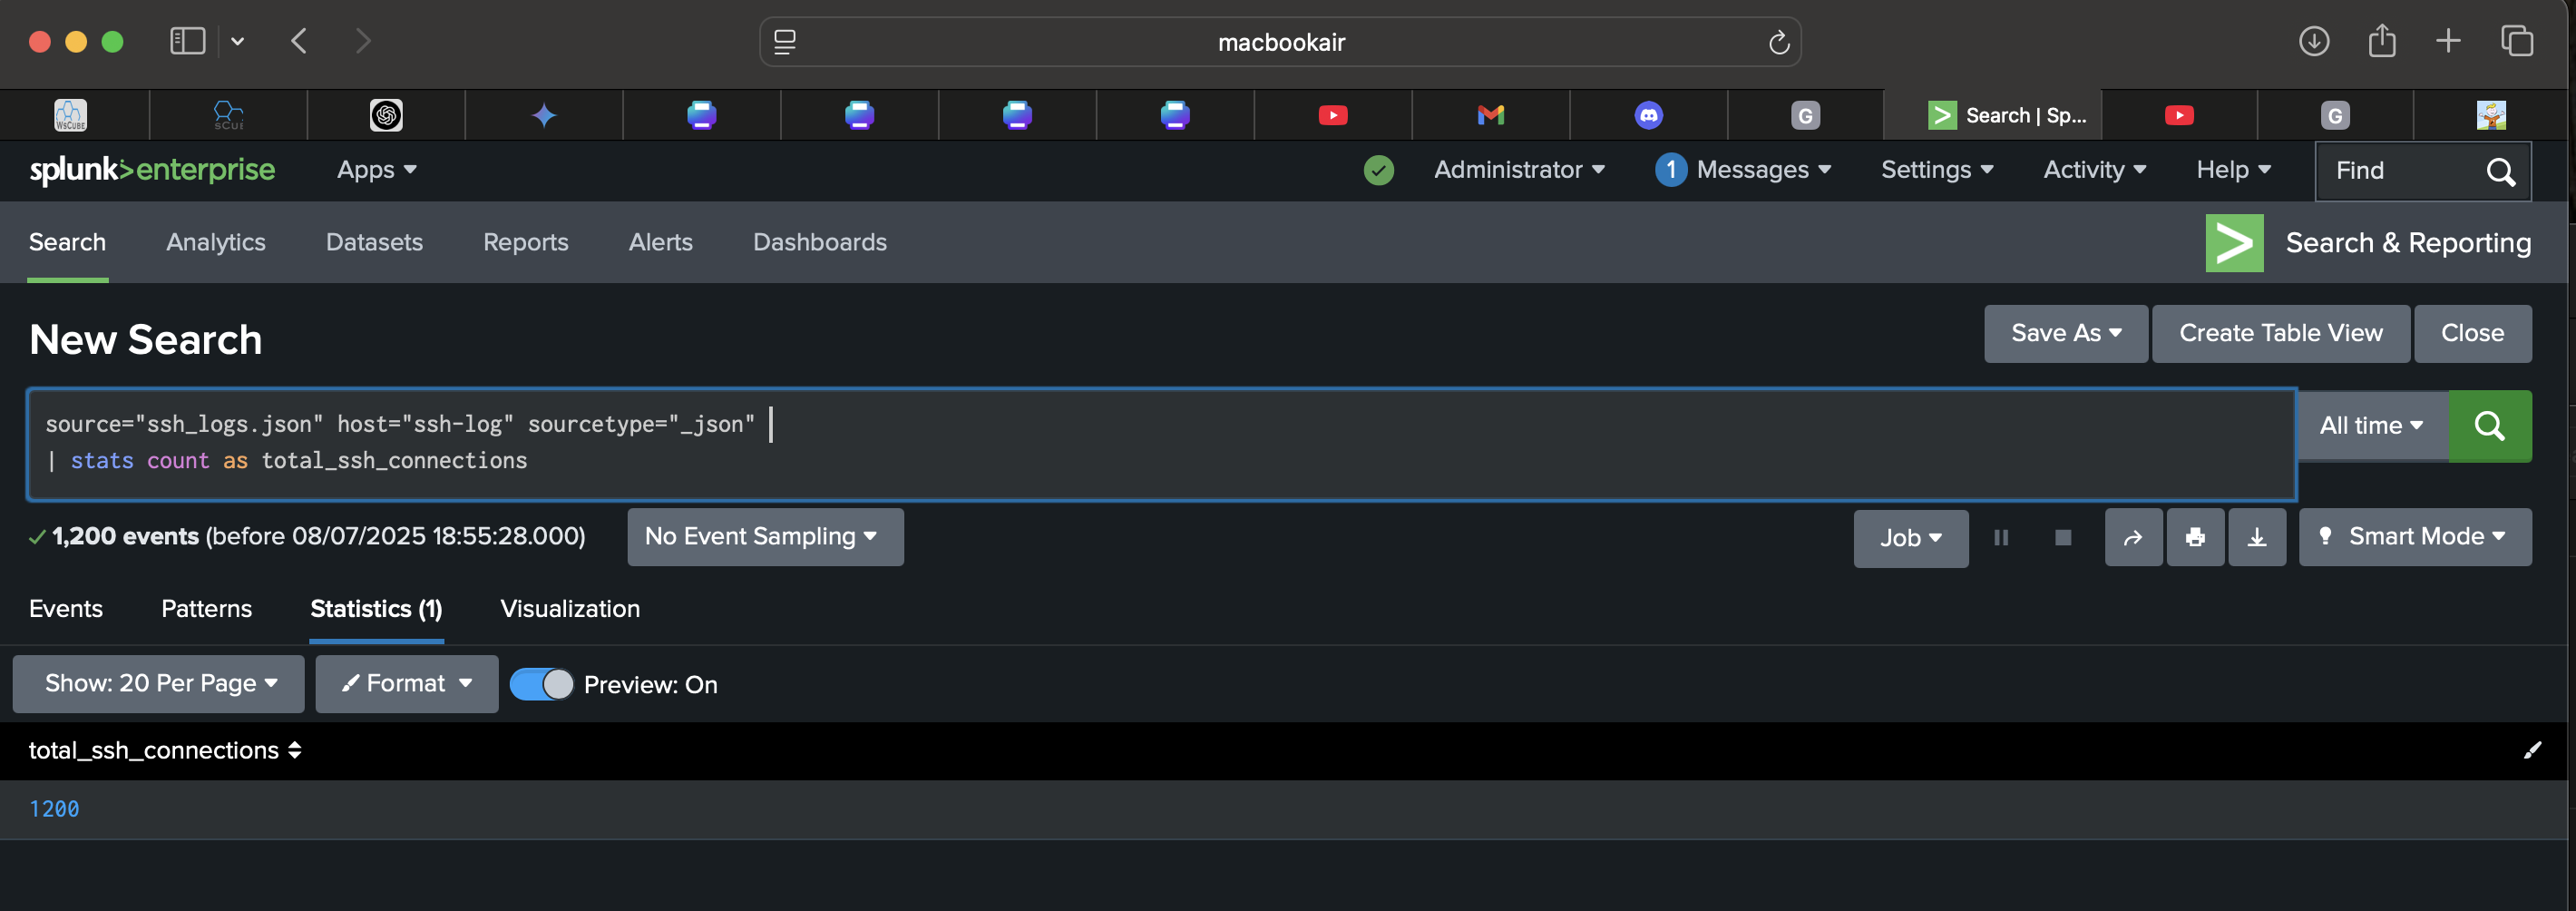 macbookair
WSCUBE
SCUE
G
Search | Sp...
G
splunk>enterprise
Apps
Administrator
1 Messages
Settings
Activity
Help
Find
Search
Analytics
Datasets
Reports
Alerts
Dashboards
Search & Reporting
New Search
Save As
Create Table View
Close
source="ssh_logs.json" host="ssh-log" sourcetype="_json"
| stats count as total_ssh_connections
All time
1,200 events (before 08/07/2025 18:55:28.000)
No Event Sampling
Job
Smart Mode
Events
Patterns
Statistics (1)
Visualization
Show: 20 Per Page
Format
Preview: On
total_ssh_connections
1200